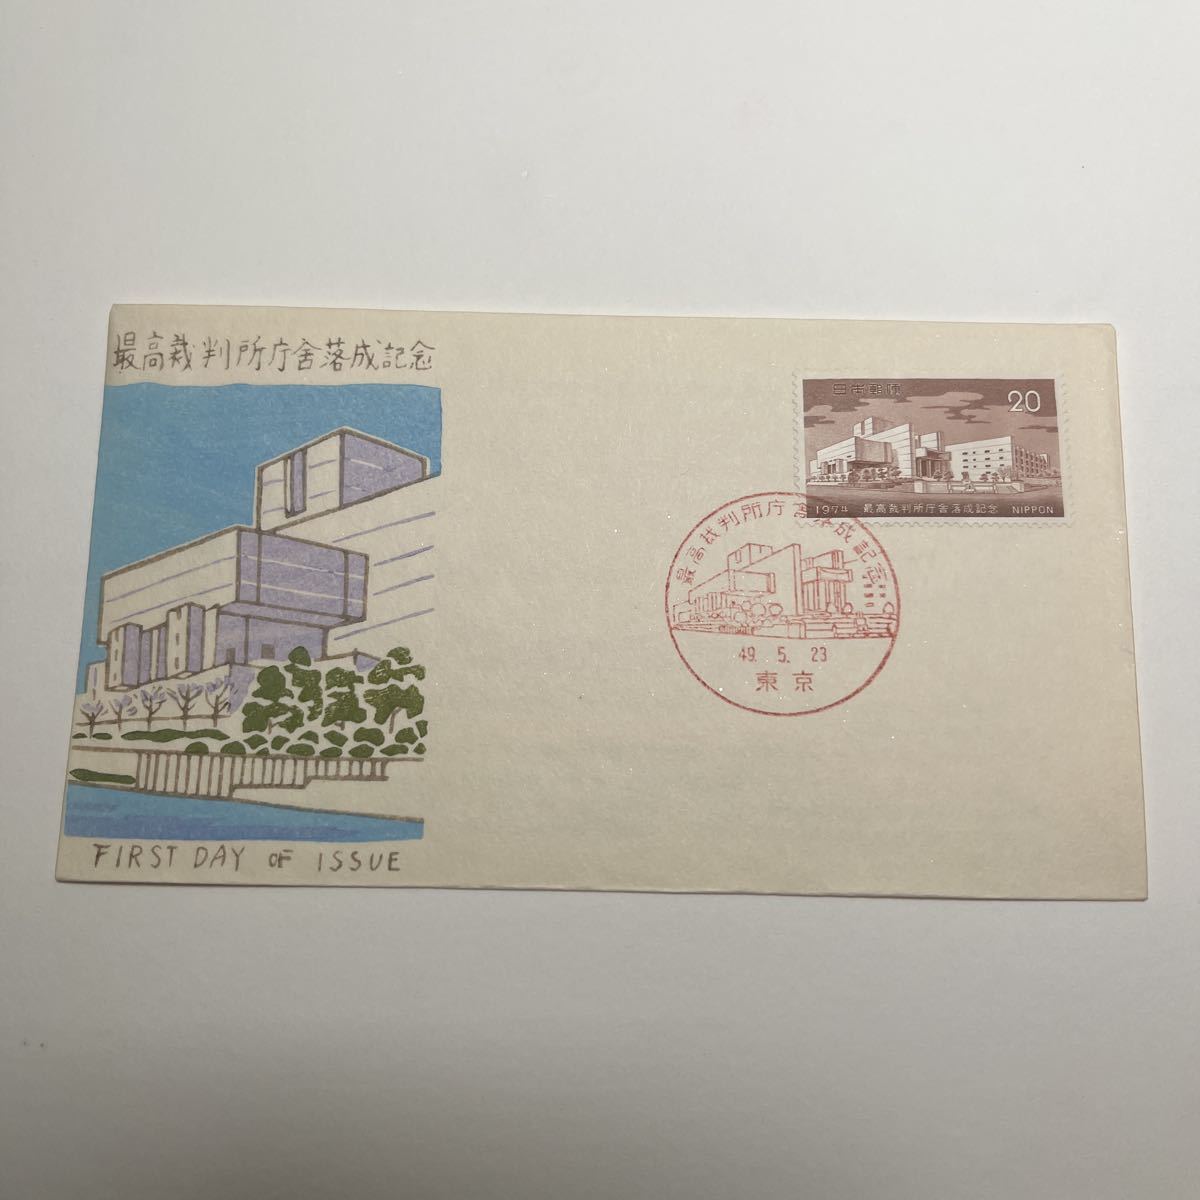 最高裁判所庁舎落成記念
日本郵便 20
1974 最高裁判所庁舎落成記念 NIPPON
最高裁判所庁舎落成記念
49. 5. 23
東京
FIRST DAY OF ISSUE